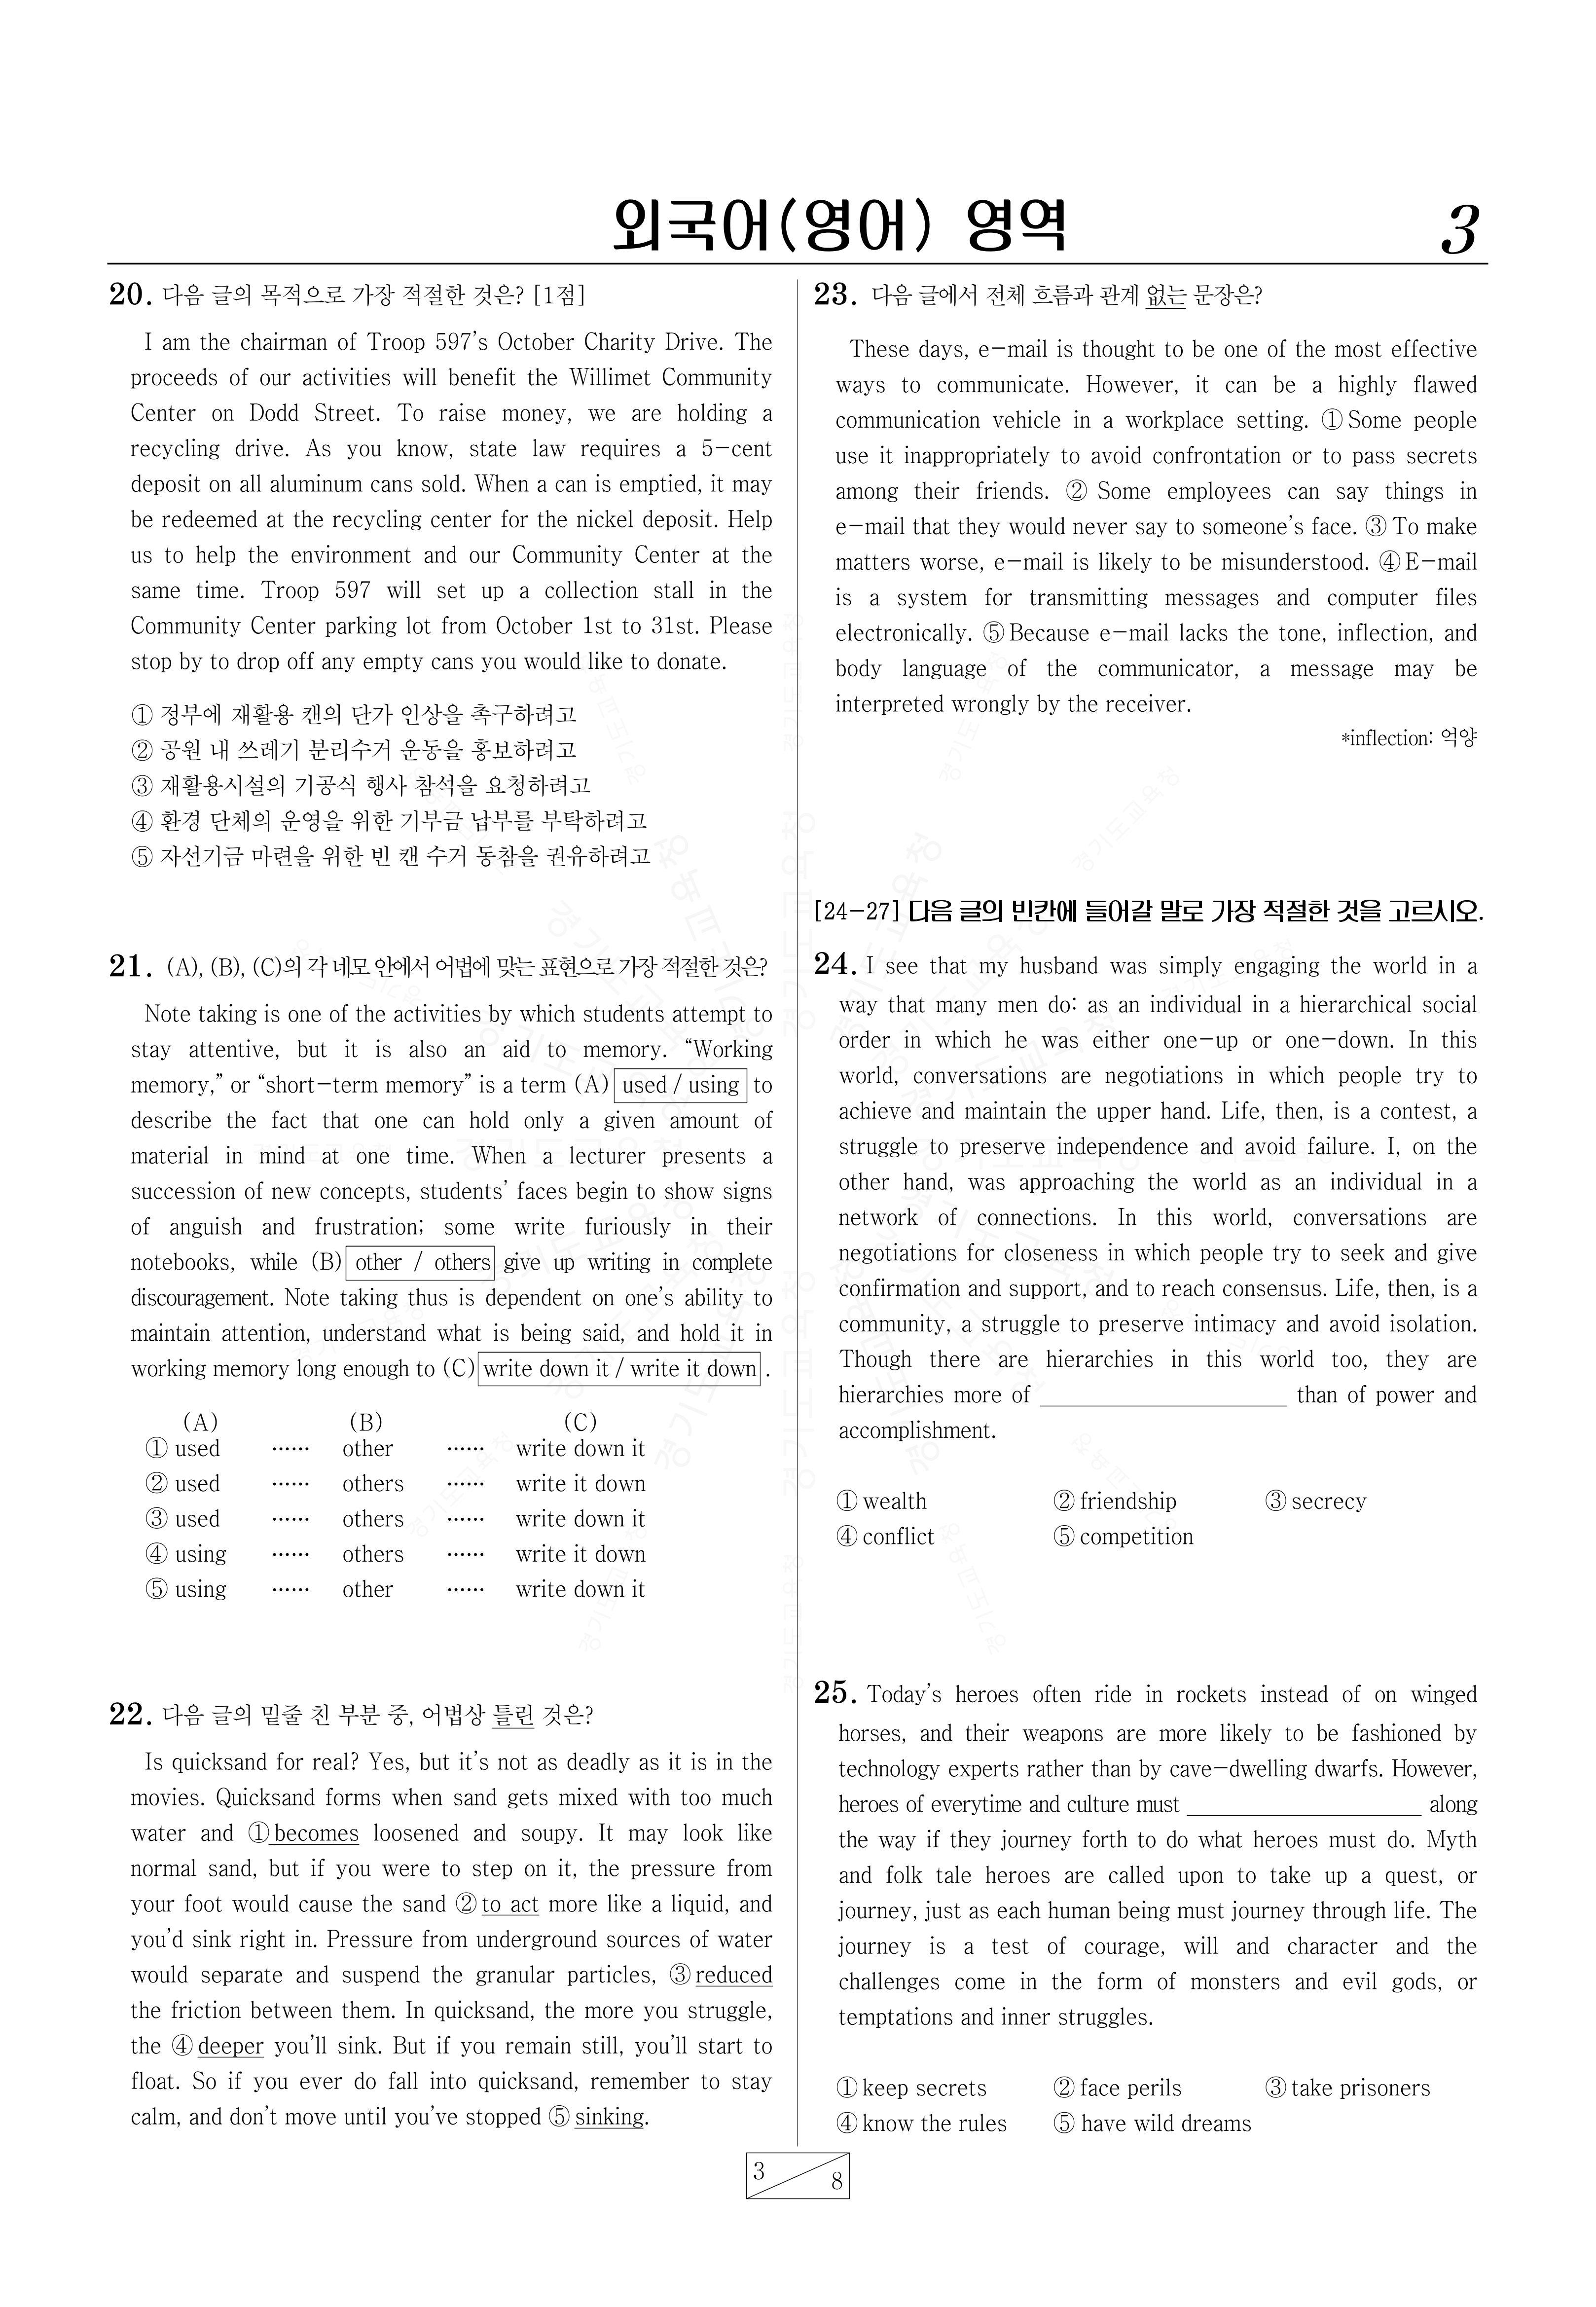 외국어(영어) 영역
3
20. 다음 글의 목적으로 가장 적절한 것은? [1점]
I am the chairman of Troop 597's October Charity Drive. The
proceeds of our activities will benefit the Willimet Community
Center on Dodd Street. To raise money, we are holding a
recycling drive. As you know, state law requires a 5-cent
deposit on all aluminum cans sold. When a can is emptied, it may
be redeemed at the recycling center for the nickel deposit. Help
us to help the environment and our Community Center at the
same time. Troop 597 will set up a collection stall in the
Community Center parking lot from October 1st to 31st. Please
stop by to drop off any empty cans you would like to donate.
① 정부에 재활용 캔의 단가 인상을 촉구하려고
② 공원 내 쓰레기 분리수거 운동을 홍보하려고
③ 재활용시설의 기공식 행사 참석을 요청하려고
④ 환경 단체의 운영을 위한 기부금 납부를 부탁하려고
⑤ 자선기금 마련을 위한 빈 캔 수거 동참을 권유하려고
21. (A), (B), (C)의 각 네모 안에서 어법에 맞는 표현으로 가장 적절한 것은?
Note taking is one of the activities by which students attempt to
stay attentive, but it is also an aid to memory. “Working
memory,” or “short-term memory” is a term (A) used / using to
describe the fact that one can hold only a given amount of
material in mind at one time. When a lecturer presents a
succession of new concepts, students' faces begin to show signs
of anguish and frustration; some write furiously in their
notebooks, while (B) other / others give up writing in complete
discouragement. Note taking thus is dependent on one's ability to
maintain attention, understand what is being said, and hold it in
working memory long enough to (C) write down it / write it down .
(A) (B) (C)
① used ······ other ······ write down it
② used ······ others ······ write it down
③ used ······ others ······ write down it
④ using ······ others ······ write it down
⑤ using ······ other ······ write down it
22. 다음 글의 밑줄 친 부분 중, 어법상 틀린 것은?
Is quicksand for real? Yes, but it's not as deadly as it is in the
movies. Quicksand forms when sand gets mixed with too much
water and ① becomes loosened and soupy. It may look like
normal sand, but if you were to step on it, the pressure from
your foot would cause the sand ② to act more like a liquid, and
you'd sink right in. Pressure from underground sources of water
would separate and suspend the granular particles, ③ reduced
the friction between them. In quicksand, the more you struggle,
the ④ deeper you'll sink. But if you remain still, you'll start to
float. So if you ever do fall into quicksand, remember to stay
calm, and don't move until you've stopped ⑤ sinking.
23. 다음 글에서 전체 흐름과 관계 없는 문장은?
These days, e-mail is thought to be one of the most effective
ways to communicate. However, it can be a highly flawed
communication vehicle in a workplace setting. ① Some people
use it inappropriately to avoid confrontation or to pass secrets
among their friends. ② Some employees can say things in
e-mail that they would never say to someone's face. ③ To make
matters worse, e-mail is likely to be misunderstood. ④ E-mail
is a system for transmitting messages and computer files
electronically. ⑤ Because e-mail lacks the tone, inflection, and
body language of the communicator, a message may be
interpreted wrongly by the receiver.
*inflection: 억양
[24-27] 다음 글의 빈칸에 들어갈 말로 가장 적절한 것을 고르시오.
24. I see that my husband was simply engaging the world in a
way that many men do: as an individual in a hierarchical social
order in which he was either one-up or one-down. In this
world, conversations are negotiations in which people try to
achieve and maintain the upper hand. Life, then, is a contest, a
struggle to preserve independence and avoid failure. I, on the
other hand, was approaching the world as an individual in a
network of connections. In this world, conversations are
negotiations for closeness in which people try to seek and give
confirmation and support, and to reach consensus. Life, then, is a
community, a struggle to preserve intimacy and avoid isolation.
Though there are hierarchies in this world too, they are
hierarchies more of ____________ than of power and
accomplishment.
① wealth ② friendship ③ secrecy
④ conflict ⑤ competition
25. Today's heroes often ride in rockets instead of on winged
horses, and their weapons are more likely to be fashioned by
technology experts rather than by cave-dwelling dwarfs. However,
heroes of everytime and culture must ____________ along
the way if they journey forth to do what heroes must do. Myth
and folk tale heroes are called upon to take up a quest, or
journey, just as each human being must journey through life. The
journey is a test of courage, will and character and the
challenges come in the form of monsters and evil gods, or
temptations and inner struggles.
① keep secrets ② face perils ③ take prisoners
④ know the rules ⑤ have wild dreams
3
8